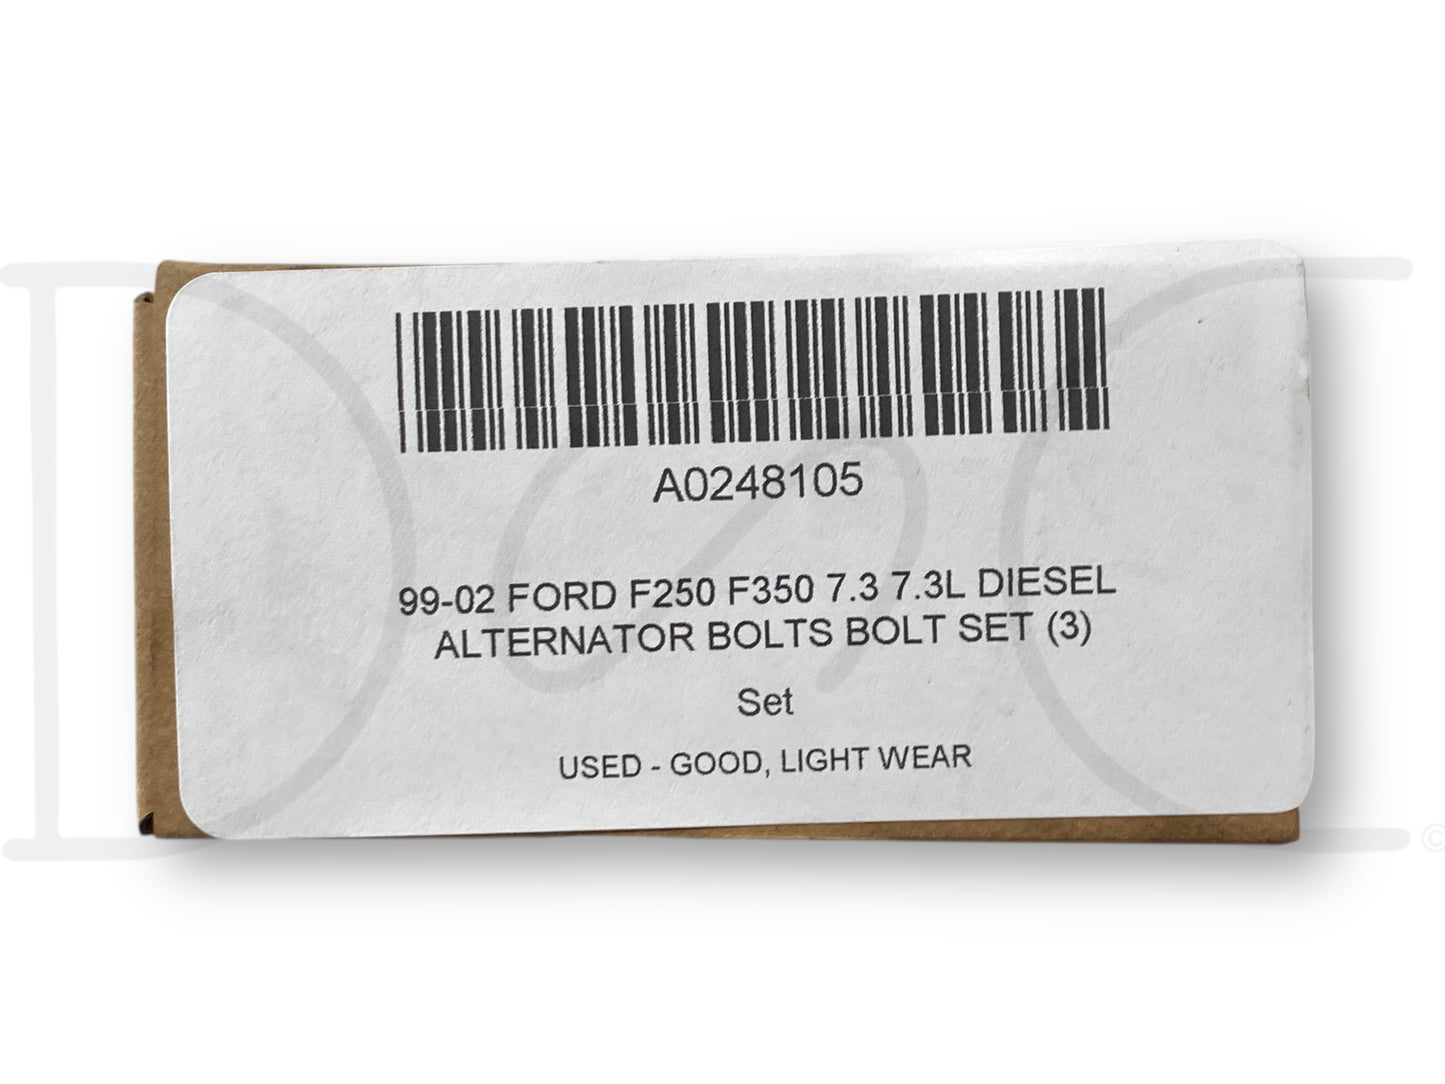 A0248105
99-02 FORD F250 F350 7.3 7.3L DIESEL
ALTERNATOR BOLTS BOLT SET (3)
Set
USED - GOOD, LIGHT WEAR
©